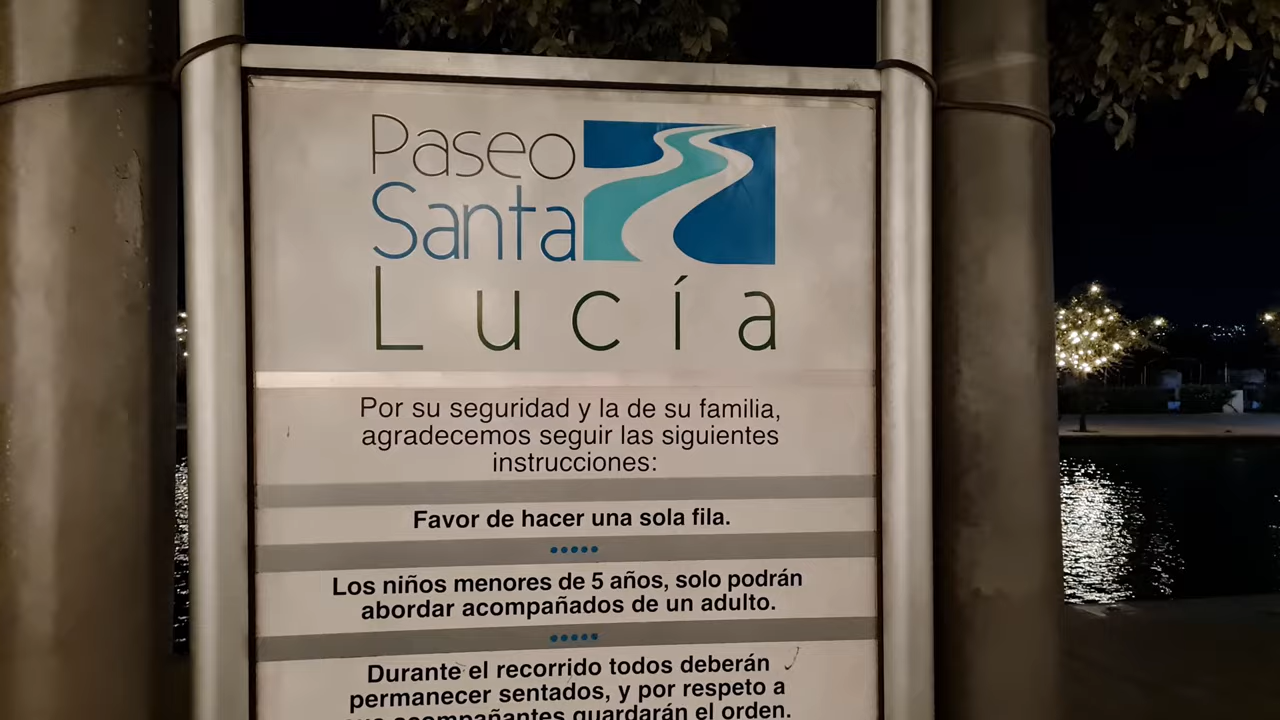 Paseo
Santa
Lucía
Por su seguridad y la de su familia,
agradecemos seguir las siguientes
instrucciones:
Favor de hacer una sola fila.
Los niños menores de 5 años, solo podrán
abordar acompañados de un adulto.
Durante el recorrido todos deberán
permanecer sentados, y por respeto a
acompañantes guardarán el orden.